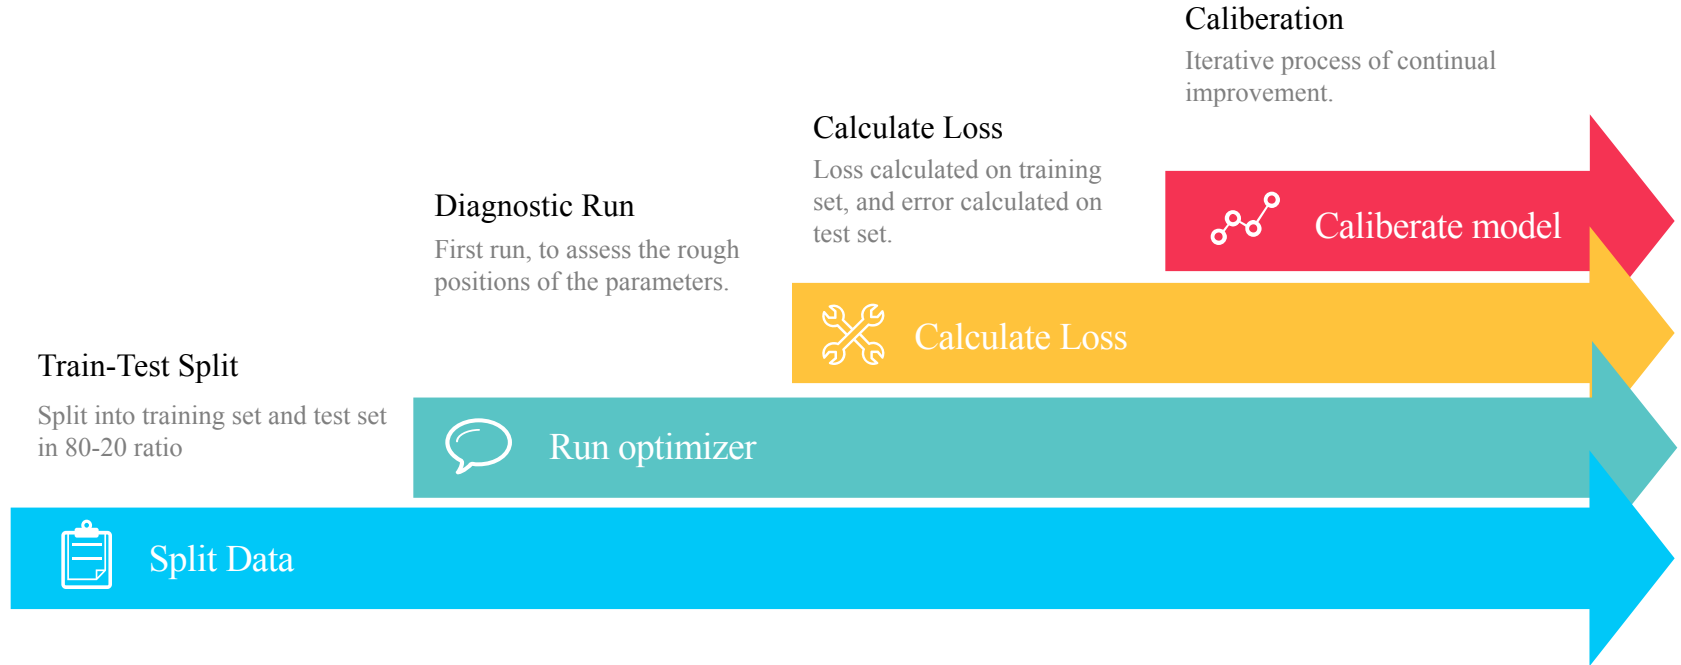 Caliberation
Iterative process of continual
improvement.
Calculate Loss
Loss calculated on training
set, and error calculated on
test set.
Diagnostic Run
First run, to assess the rough
positions of the parameters.
Train-Test Split
Split into training set and test set
in 80-20 ratio
Caliberate model
Calculate Loss
Run optimizer
Split Data